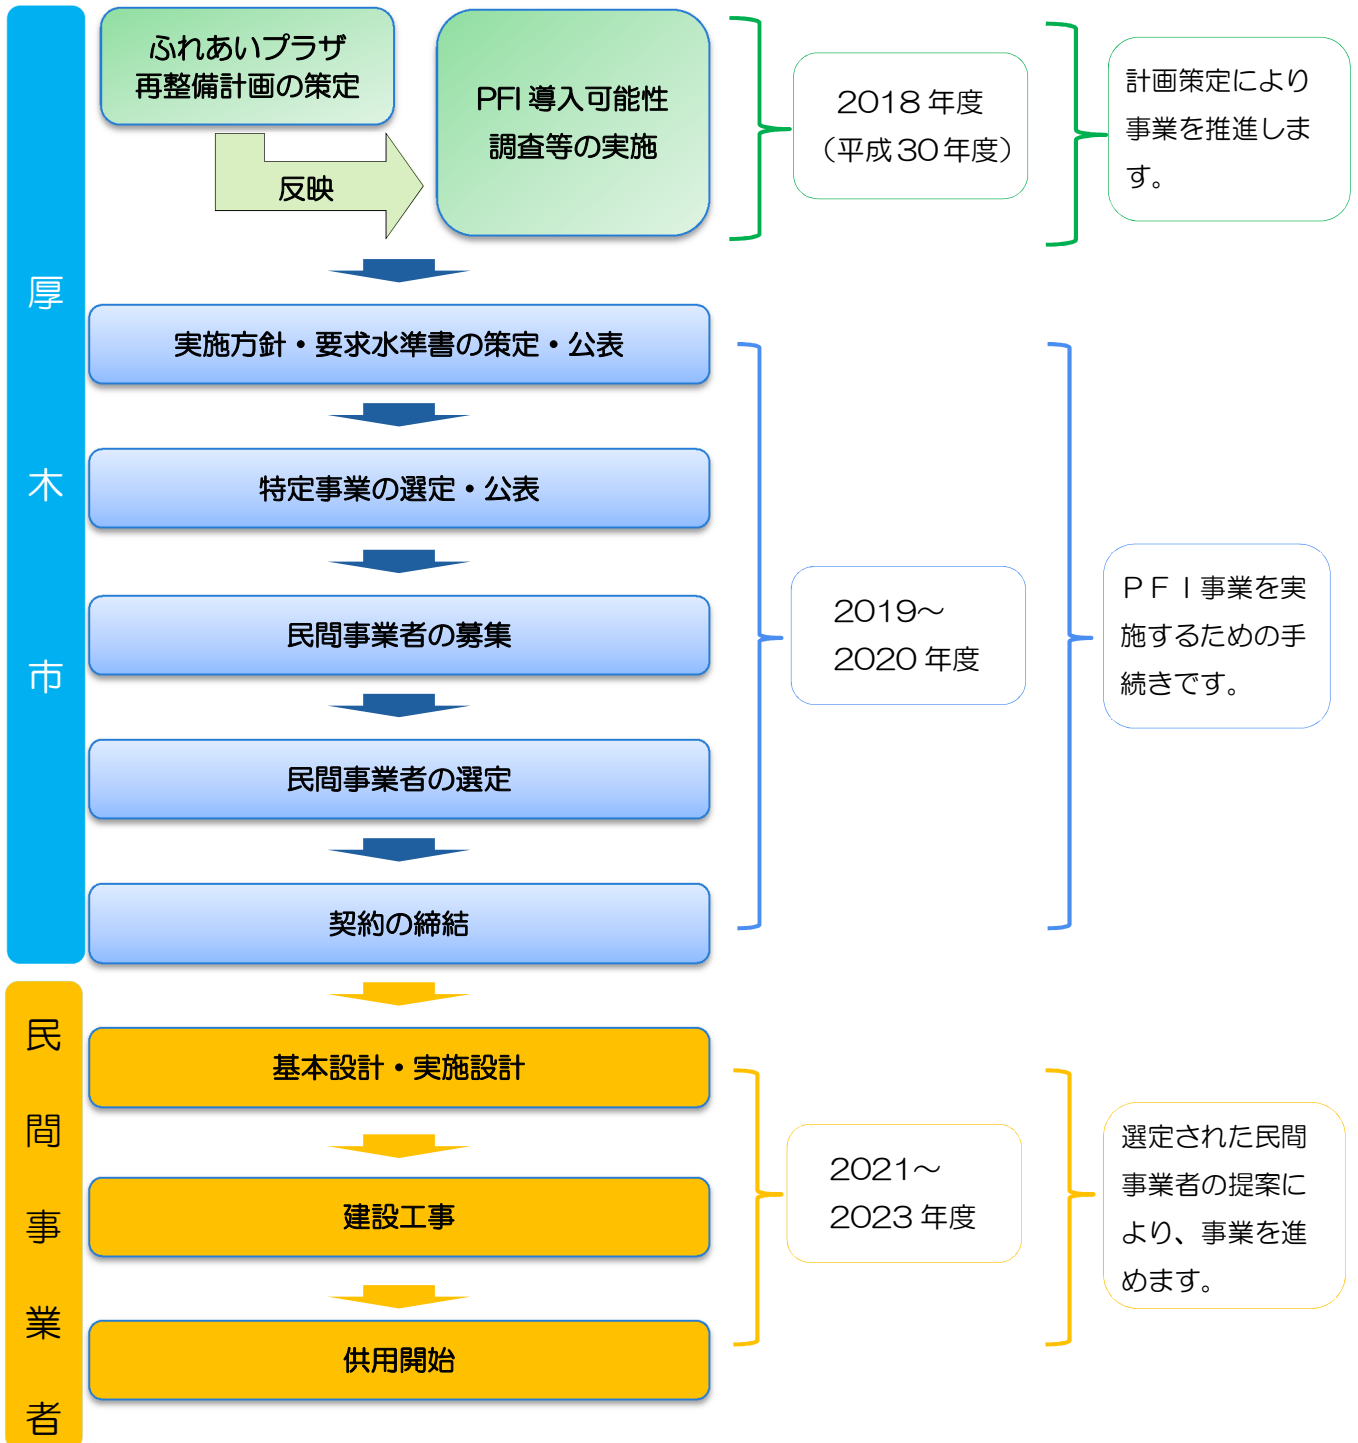 厚木市
ふれあいプラザ
再整備計画の策定
反映
PFI 導入可能性
調査等の実施
2018 年度
（平成 30 年度）
計画策定により
事業を推進しま
す。
実施方針・要求水準書の策定・公表
特定事業の選定・公表
民間事業者の募集
民間事業者の選定
契約の締結
2019～
2020 年度
ＰＦＩ事業を実
施するための手
続きです。
民間事業者
基本設計・実施設計
建設工事
供用開始
2021～
2023 年度
選定された民間
事業者の提案に
より、事業を進
めます。